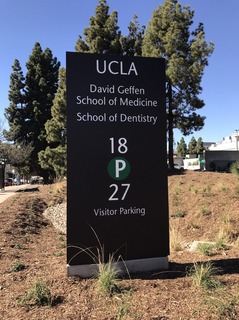 UCLA
David Geffen
School of Medicine
School of Dentistry
18
P
27
Visitor Parking